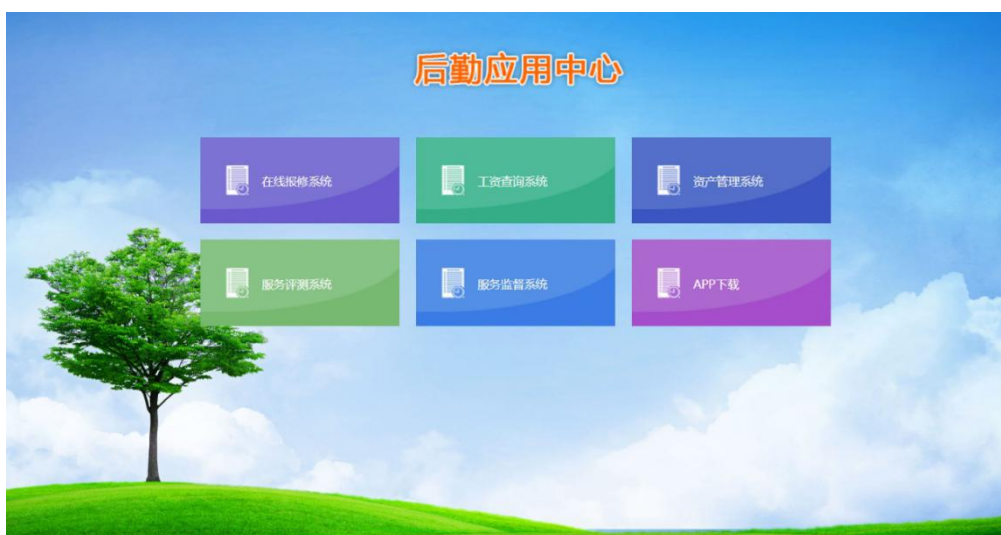 后勤应用中心
在线报修系统
工资查询系统
资产管理系统
服务评测系统
服务监督系统
APP下载